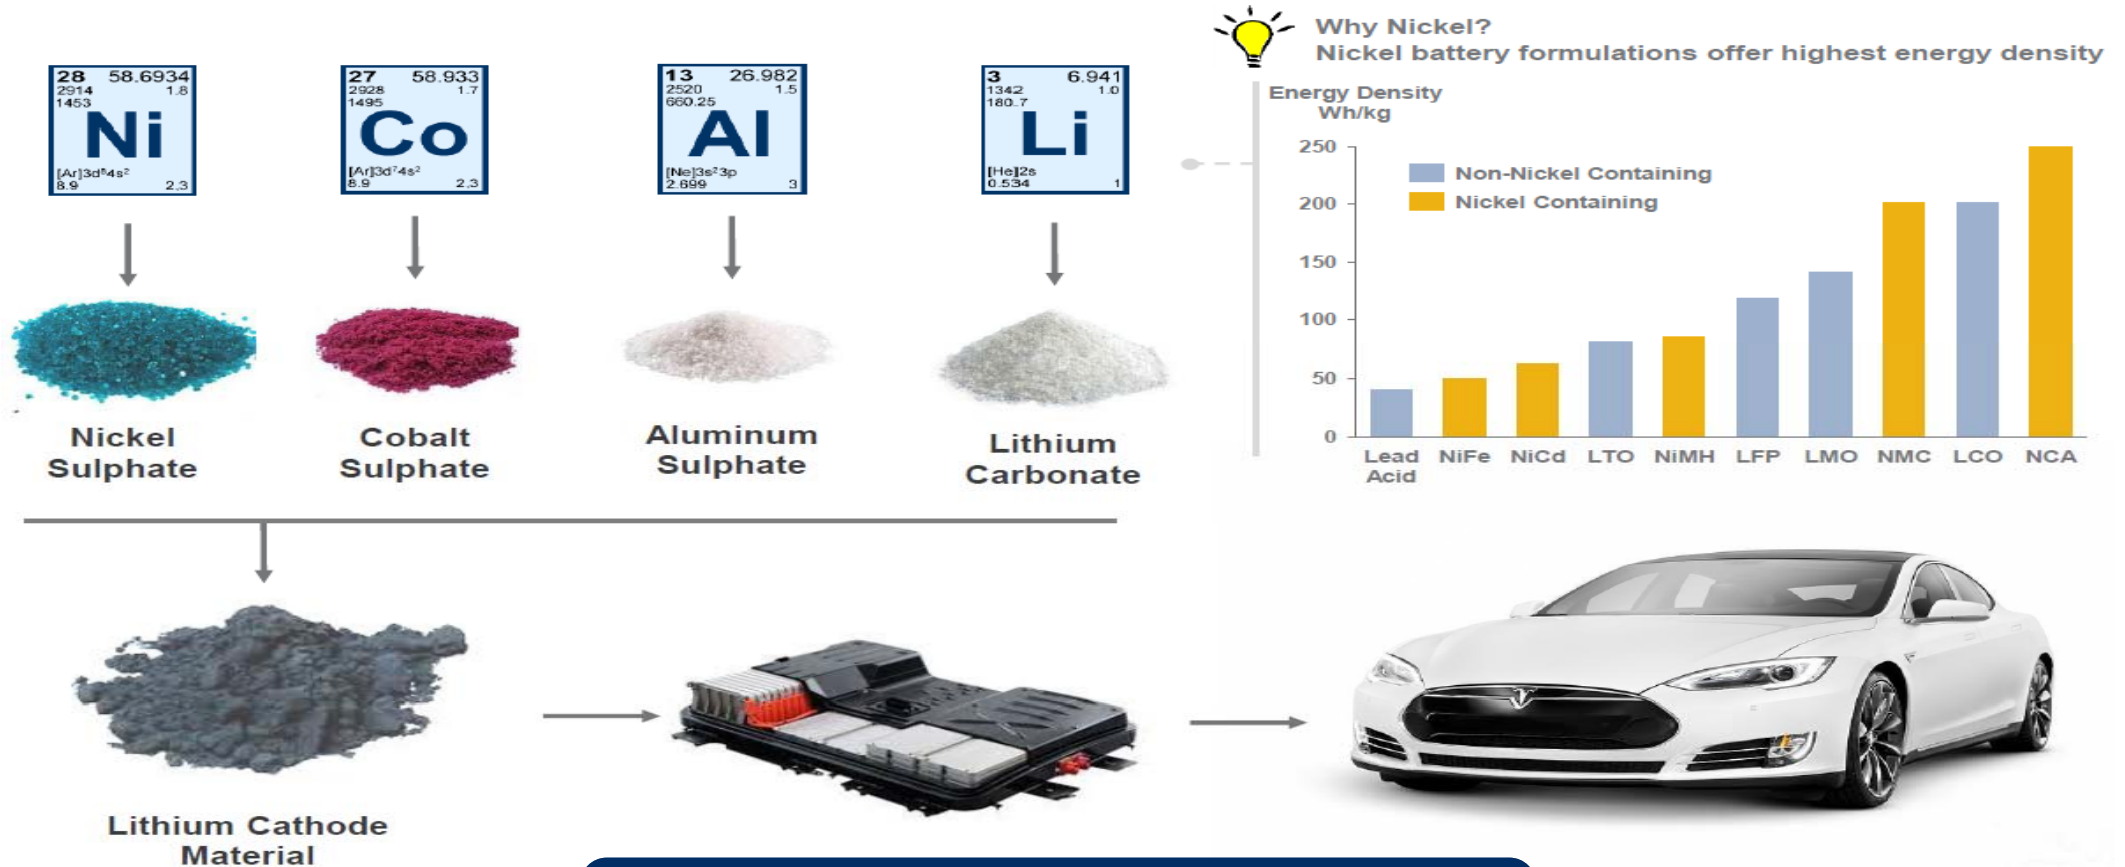 Why Nickel?
Nickel battery formulations offer highest energy density
28 58.6934
2914 1.8
1453
Ni
[Ar]3d⁸4s²
8.9 2.3
27 58.933
2928 1.7
1495
Co
[Ar]3d⁷4s²
8.9 2.3
13 26.982
2520 1.5
660.25
Al
[Ne]3s²3p
2.699 3
3 6.941
1342 1.0
180.7
Li
[He]2s
0.534 1
Nickel
Sulphate
Cobalt
Sulphate
Aluminum
Sulphate
Lithium
Carbonate
Energy Density
Wh/kg
250
200
150
100
50
0
Non-Nickel Containing
Nickel Containing
Lead
Acid
NiFe
NiCd
LTO
NiMH
LFP
LMO
NMC
LCO
NCA
Lithium Cathode
Material